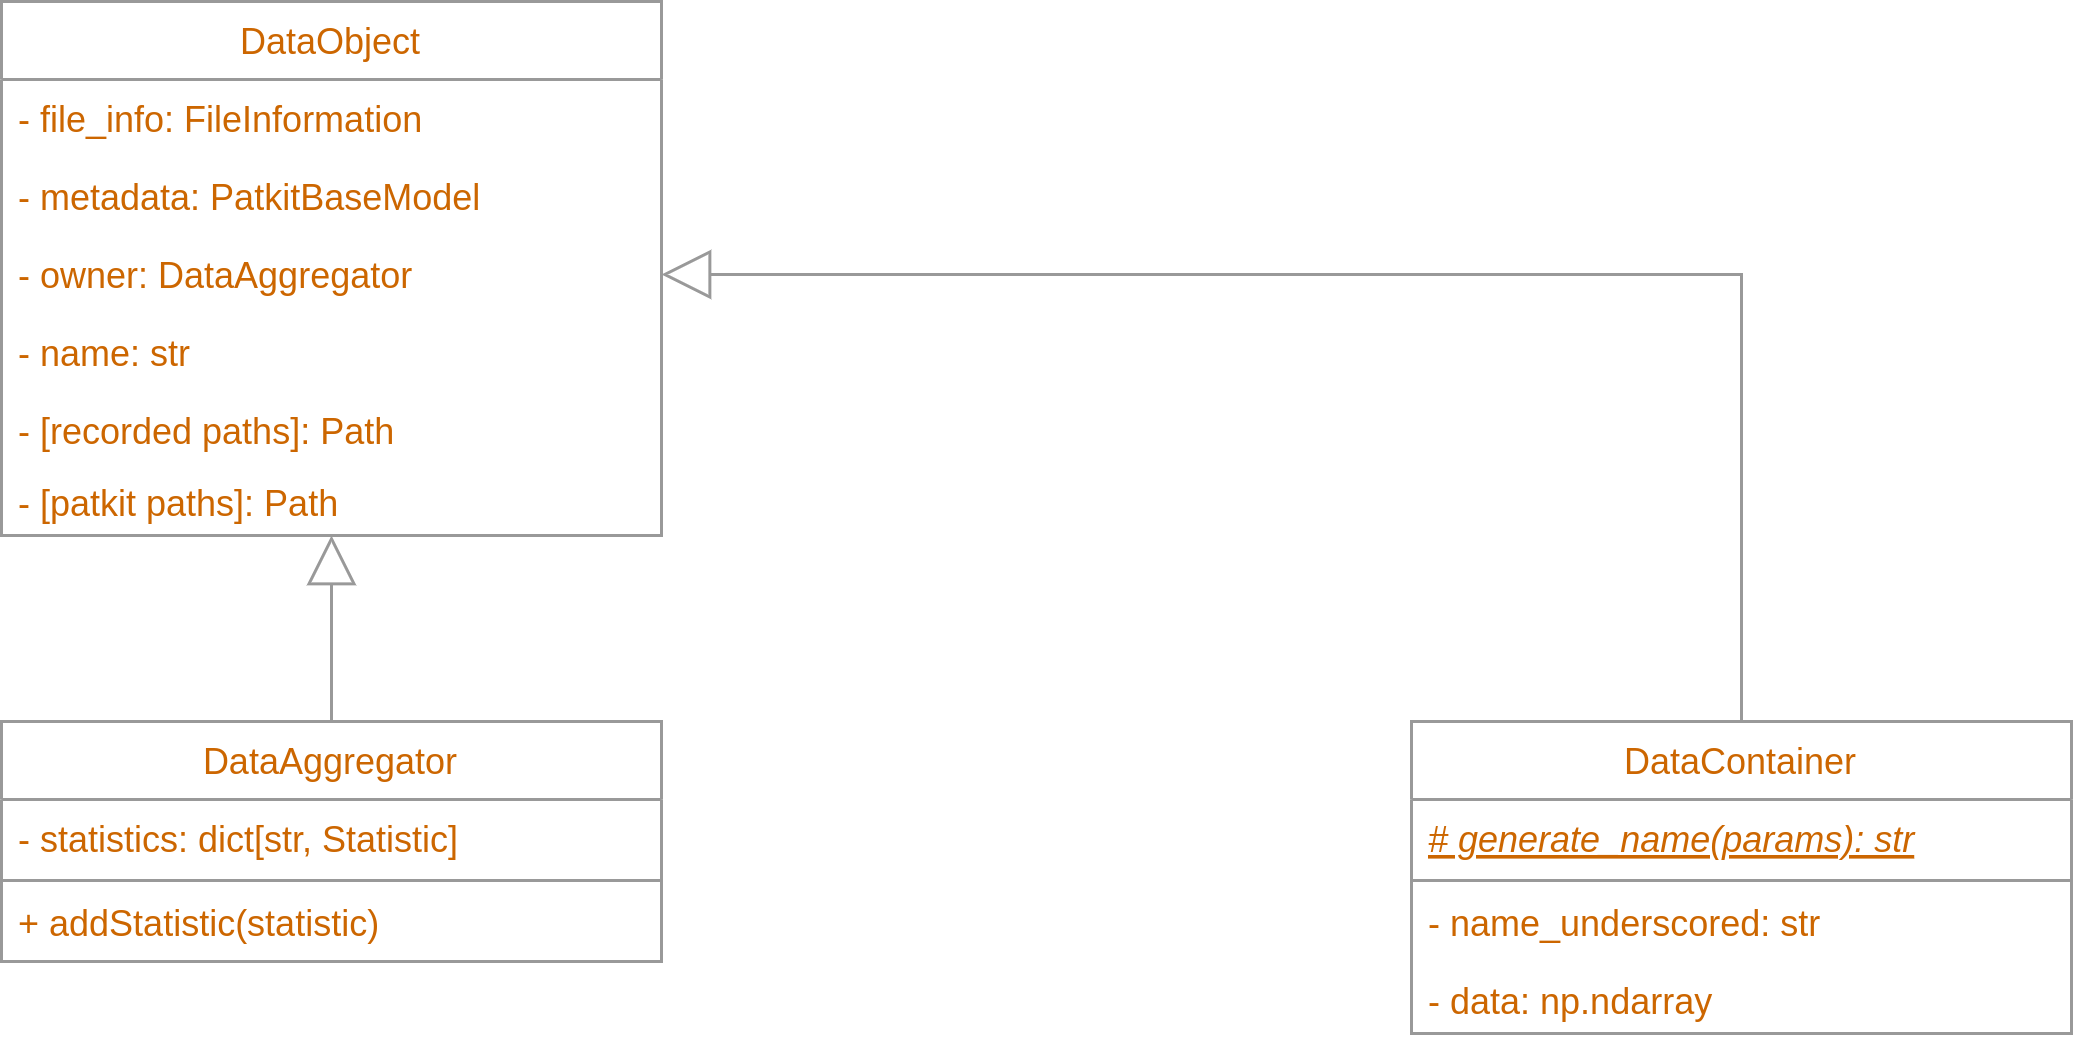 DataObject
- file_info: FileInformation
- metadata: PatkitBaseModel
- owner: DataAggregator
- name: str
- [recorded paths]: Path
- [patkit paths]: Path
DataAggregator
- statistics: dict[str, Statistic]
+ addStatistic(statistic)
DataContainer
# generate_name(params): str
- name_underscored: str
- data: np.ndarray